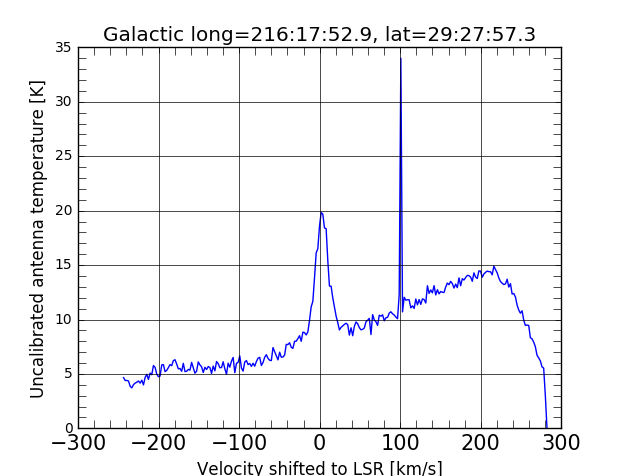 Galactic long=216:17:52.9, lat=29:27:57.3
Uncalibrated antenna temperature [K]
35
30
25
20
15
10
5
0
−300 −200 −100 0 100 200 300
Velocity shifted to LSR [km/s]